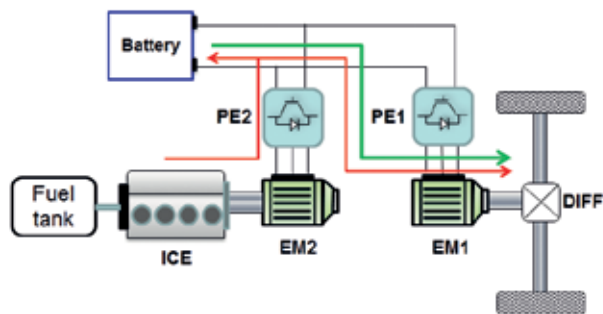 Battery
PE2
PE1
Fuel
tank
DIFF
ICE
EM2
EM1